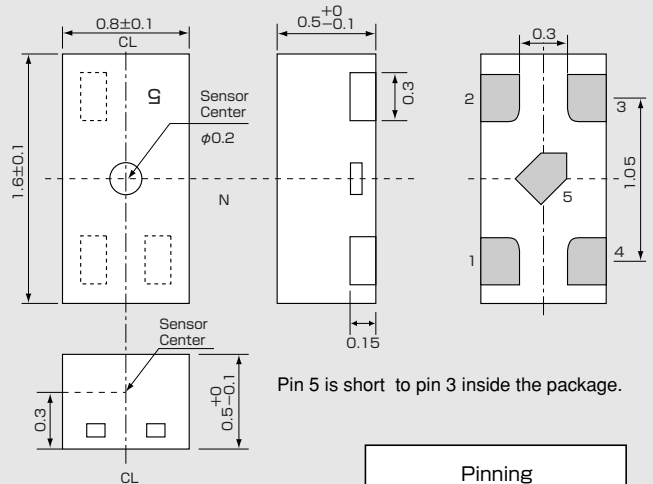 0.8±0.1
CL
0.5 +0 −0.1
0.3
5
Sensor
Center
φ0.2
0.3
2
3
1.6±0.1
N
5
1.05
1
4
0.15
Sensor
Center
0.3
0.5 +0 −0.1
CL
Pin 5 is short to pin 3 inside the package.
Pinning